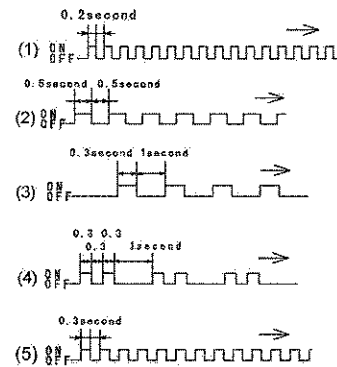 0.2second
(1) ON
OFF
0.5second 0.5second
(2) ON
OFF
0.3second 1second
(3) ON
OFF
0.3 0.3
0.3 1second
(4) ON
OFF
0.3second
(5) ON
OFF